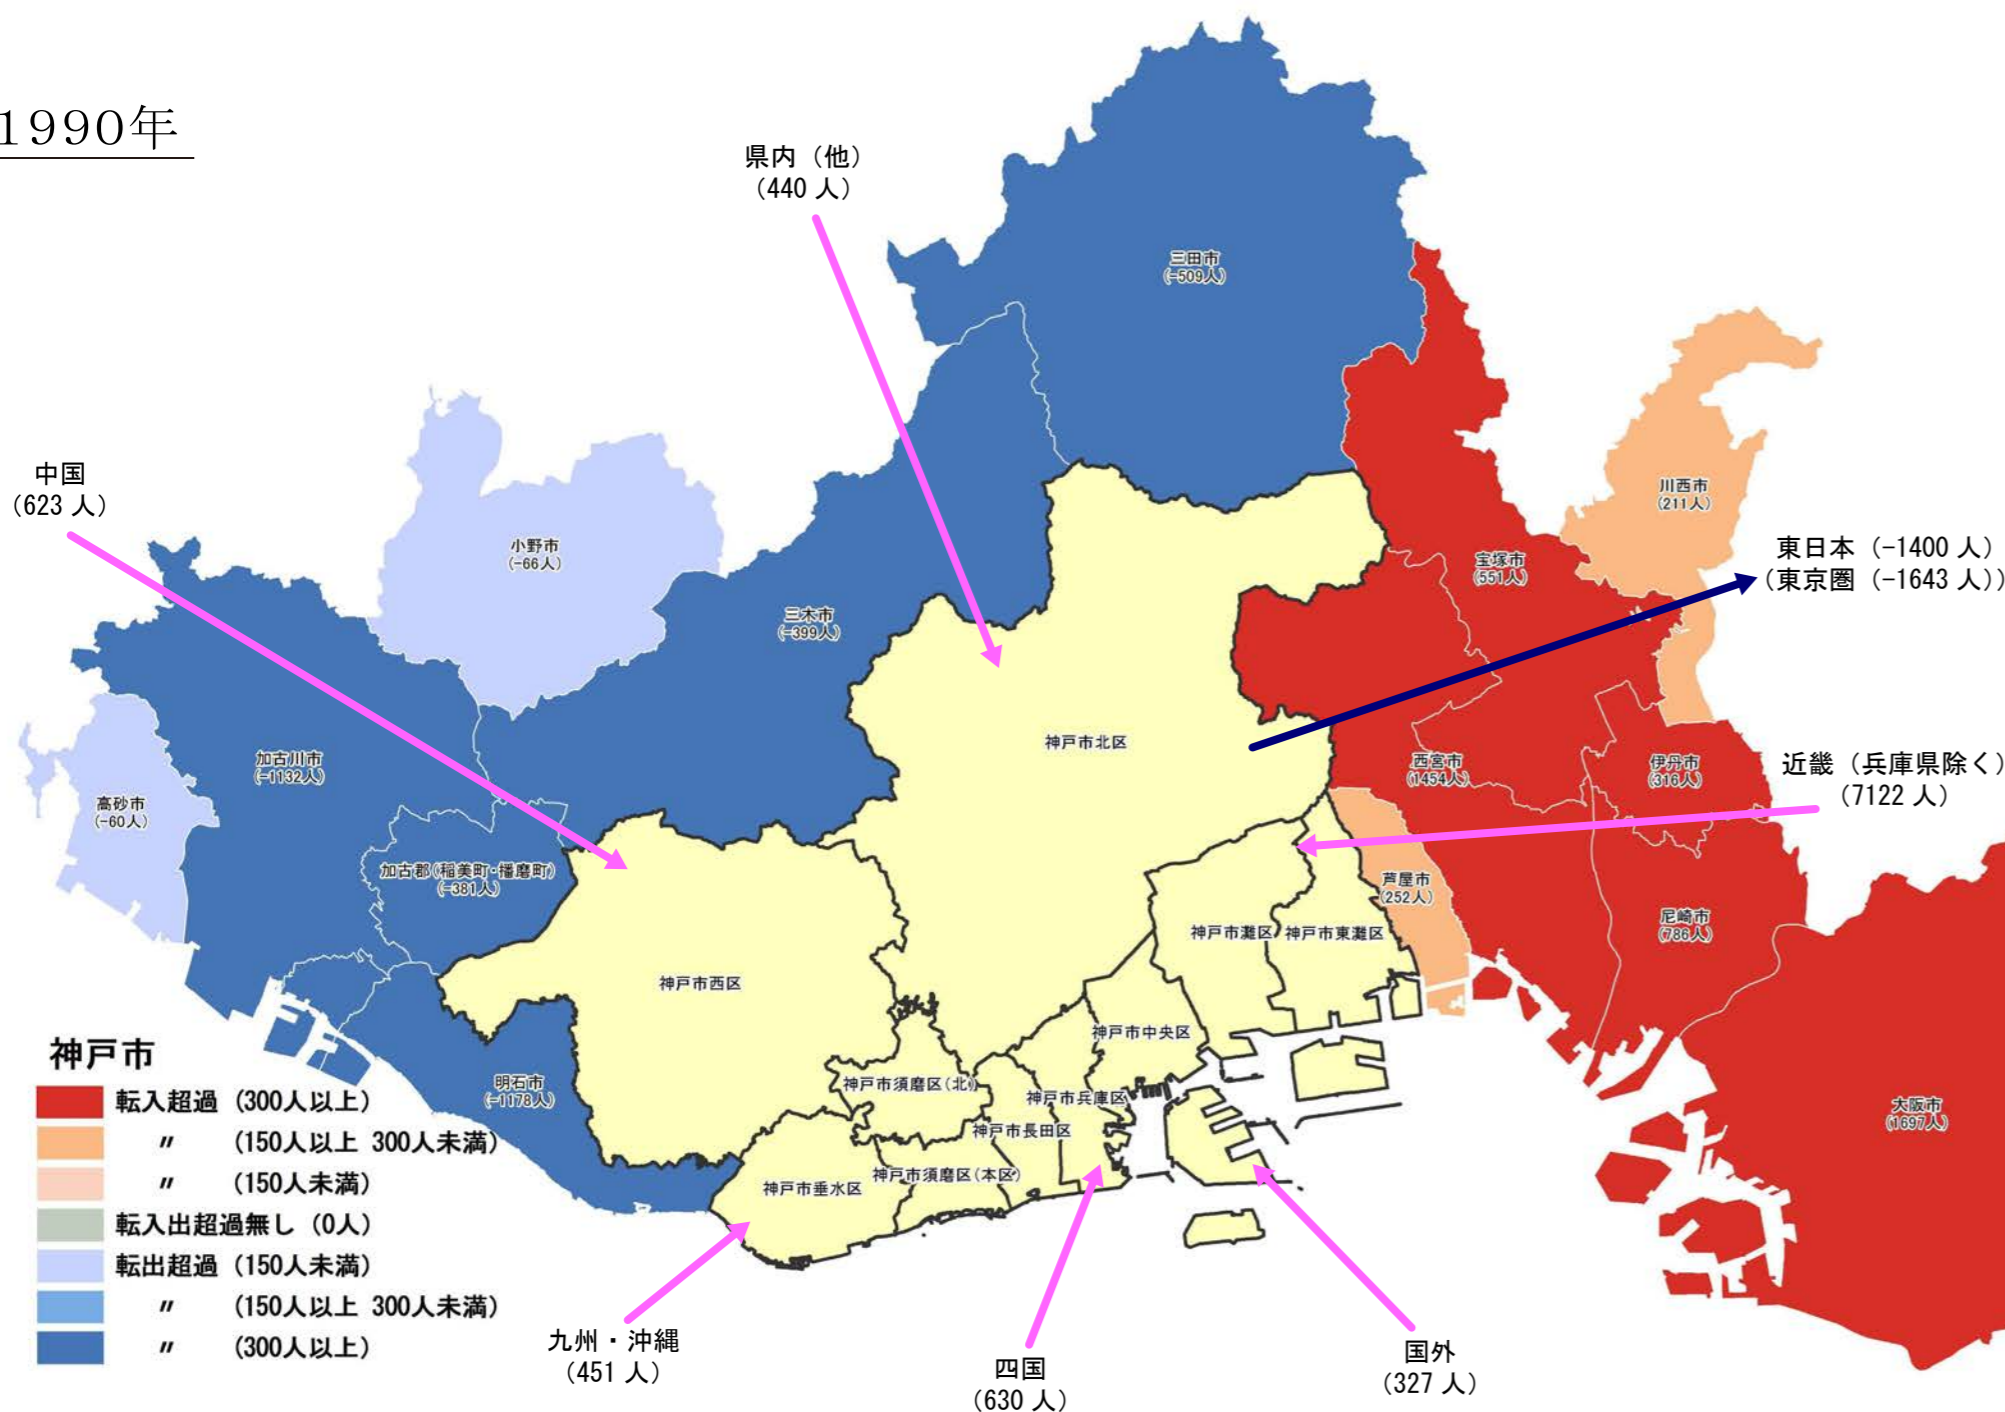 1990年
県内（他）
（440 人）
三田市
(-509人)
中国
（623 人）
小野市
(-66人)
川西市
(211人)
宝塚市
(551人)
東日本（-1400 人）
（東京圏（-1643 人））
三木市
(-399人)
神戸市北区
加古川市
(-1132人)
西宮市
(1454人)
伊丹市
(316人)
近畿（兵庫県除く）
（7122 人）
高砂市
(-60人)
加古郡(稲美町・播磨町)
(-381人)
芦屋市
(252人)
尼崎市
(786人)
神戸市灘区
神戸市東灘区
神戸市西区
神戸市中央区
神戸市須磨区(北)
神戸市兵庫区
明石市
(-1178人)
神戸市長田区
大阪市
(1697人)
神戸市須磨区(本区)
神戸市垂水区
神戸市
転入超過（300人以上）
〃（150人以上 300人未満）
〃（150人未満）
転入出超過無し（0人）
転出超過（150人未満）
〃（150人以上 300人未満）
〃（300人以上）
九州・沖縄
（451 人）
四国
（630 人）
国外
（327 人）